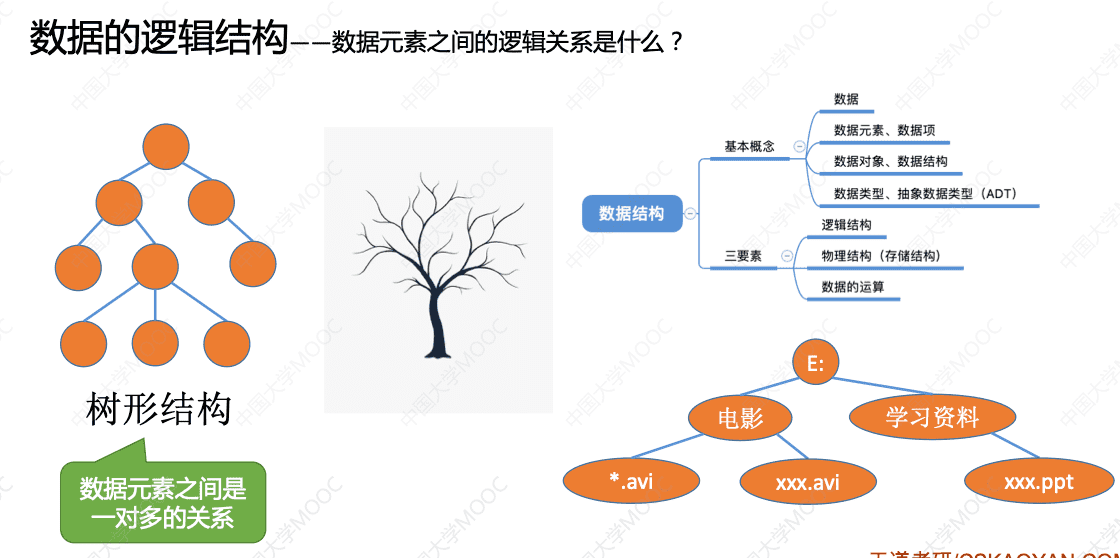 数据的逻辑结构——数据元素之间的逻辑关系是什么？
树形结构
数据元素之间是
一对多的关系
数据结构
基本概念
数据
数据元素、数据项
数据对象、数据结构
数据类型、抽象数据类型（ADT）
三要素
逻辑结构
物理结构（存储结构）
数据的运算
E:
电影
学习资料
*.avi
xxx.avi
xxx.ppt
王道考研/CSKAOYAN.COM
中国大学MOOC